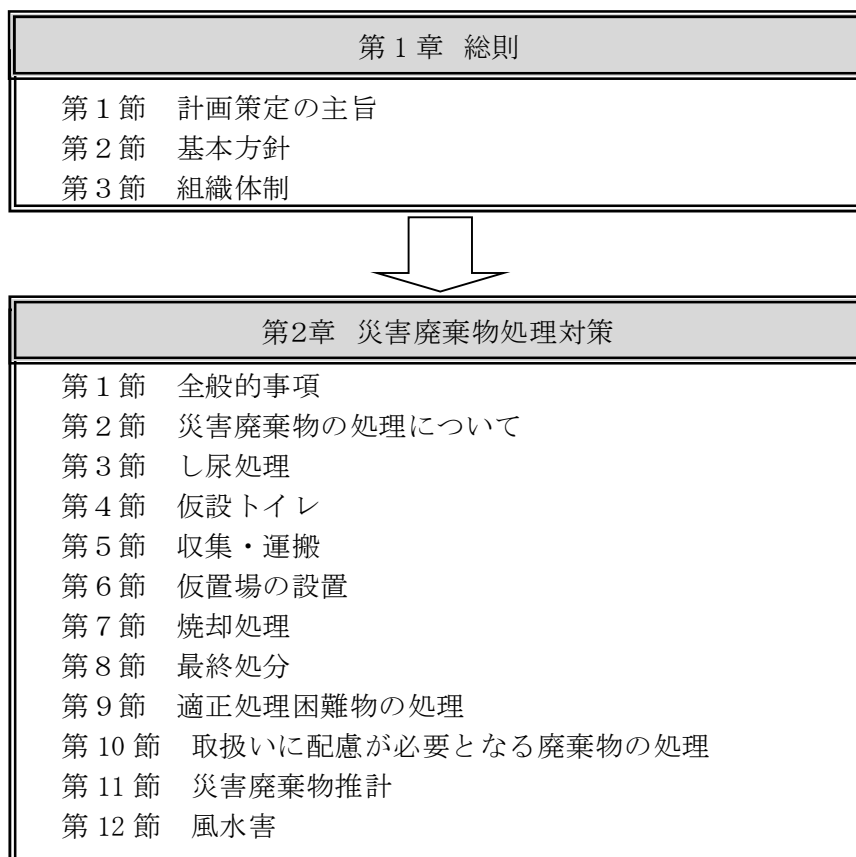 第１章 総則
第１節　計画策定の主旨
第２節　基本方針
第３節　組織体制
第2章 災害廃棄物処理対策
第１節　全般的事項
第２節　災害廃棄物の処理について
第３節　し尿処理
第４節　仮設トイレ
第５節　収集・運搬
第６節　仮置場の設置
第７節　焼却処理
第８節　最終処分
第９節　適正処理困難物の処理
第 10 節　取扱いに配慮が必要となる廃棄物の処理
第 11 節　災害廃棄物推計
第 12 節　風水害